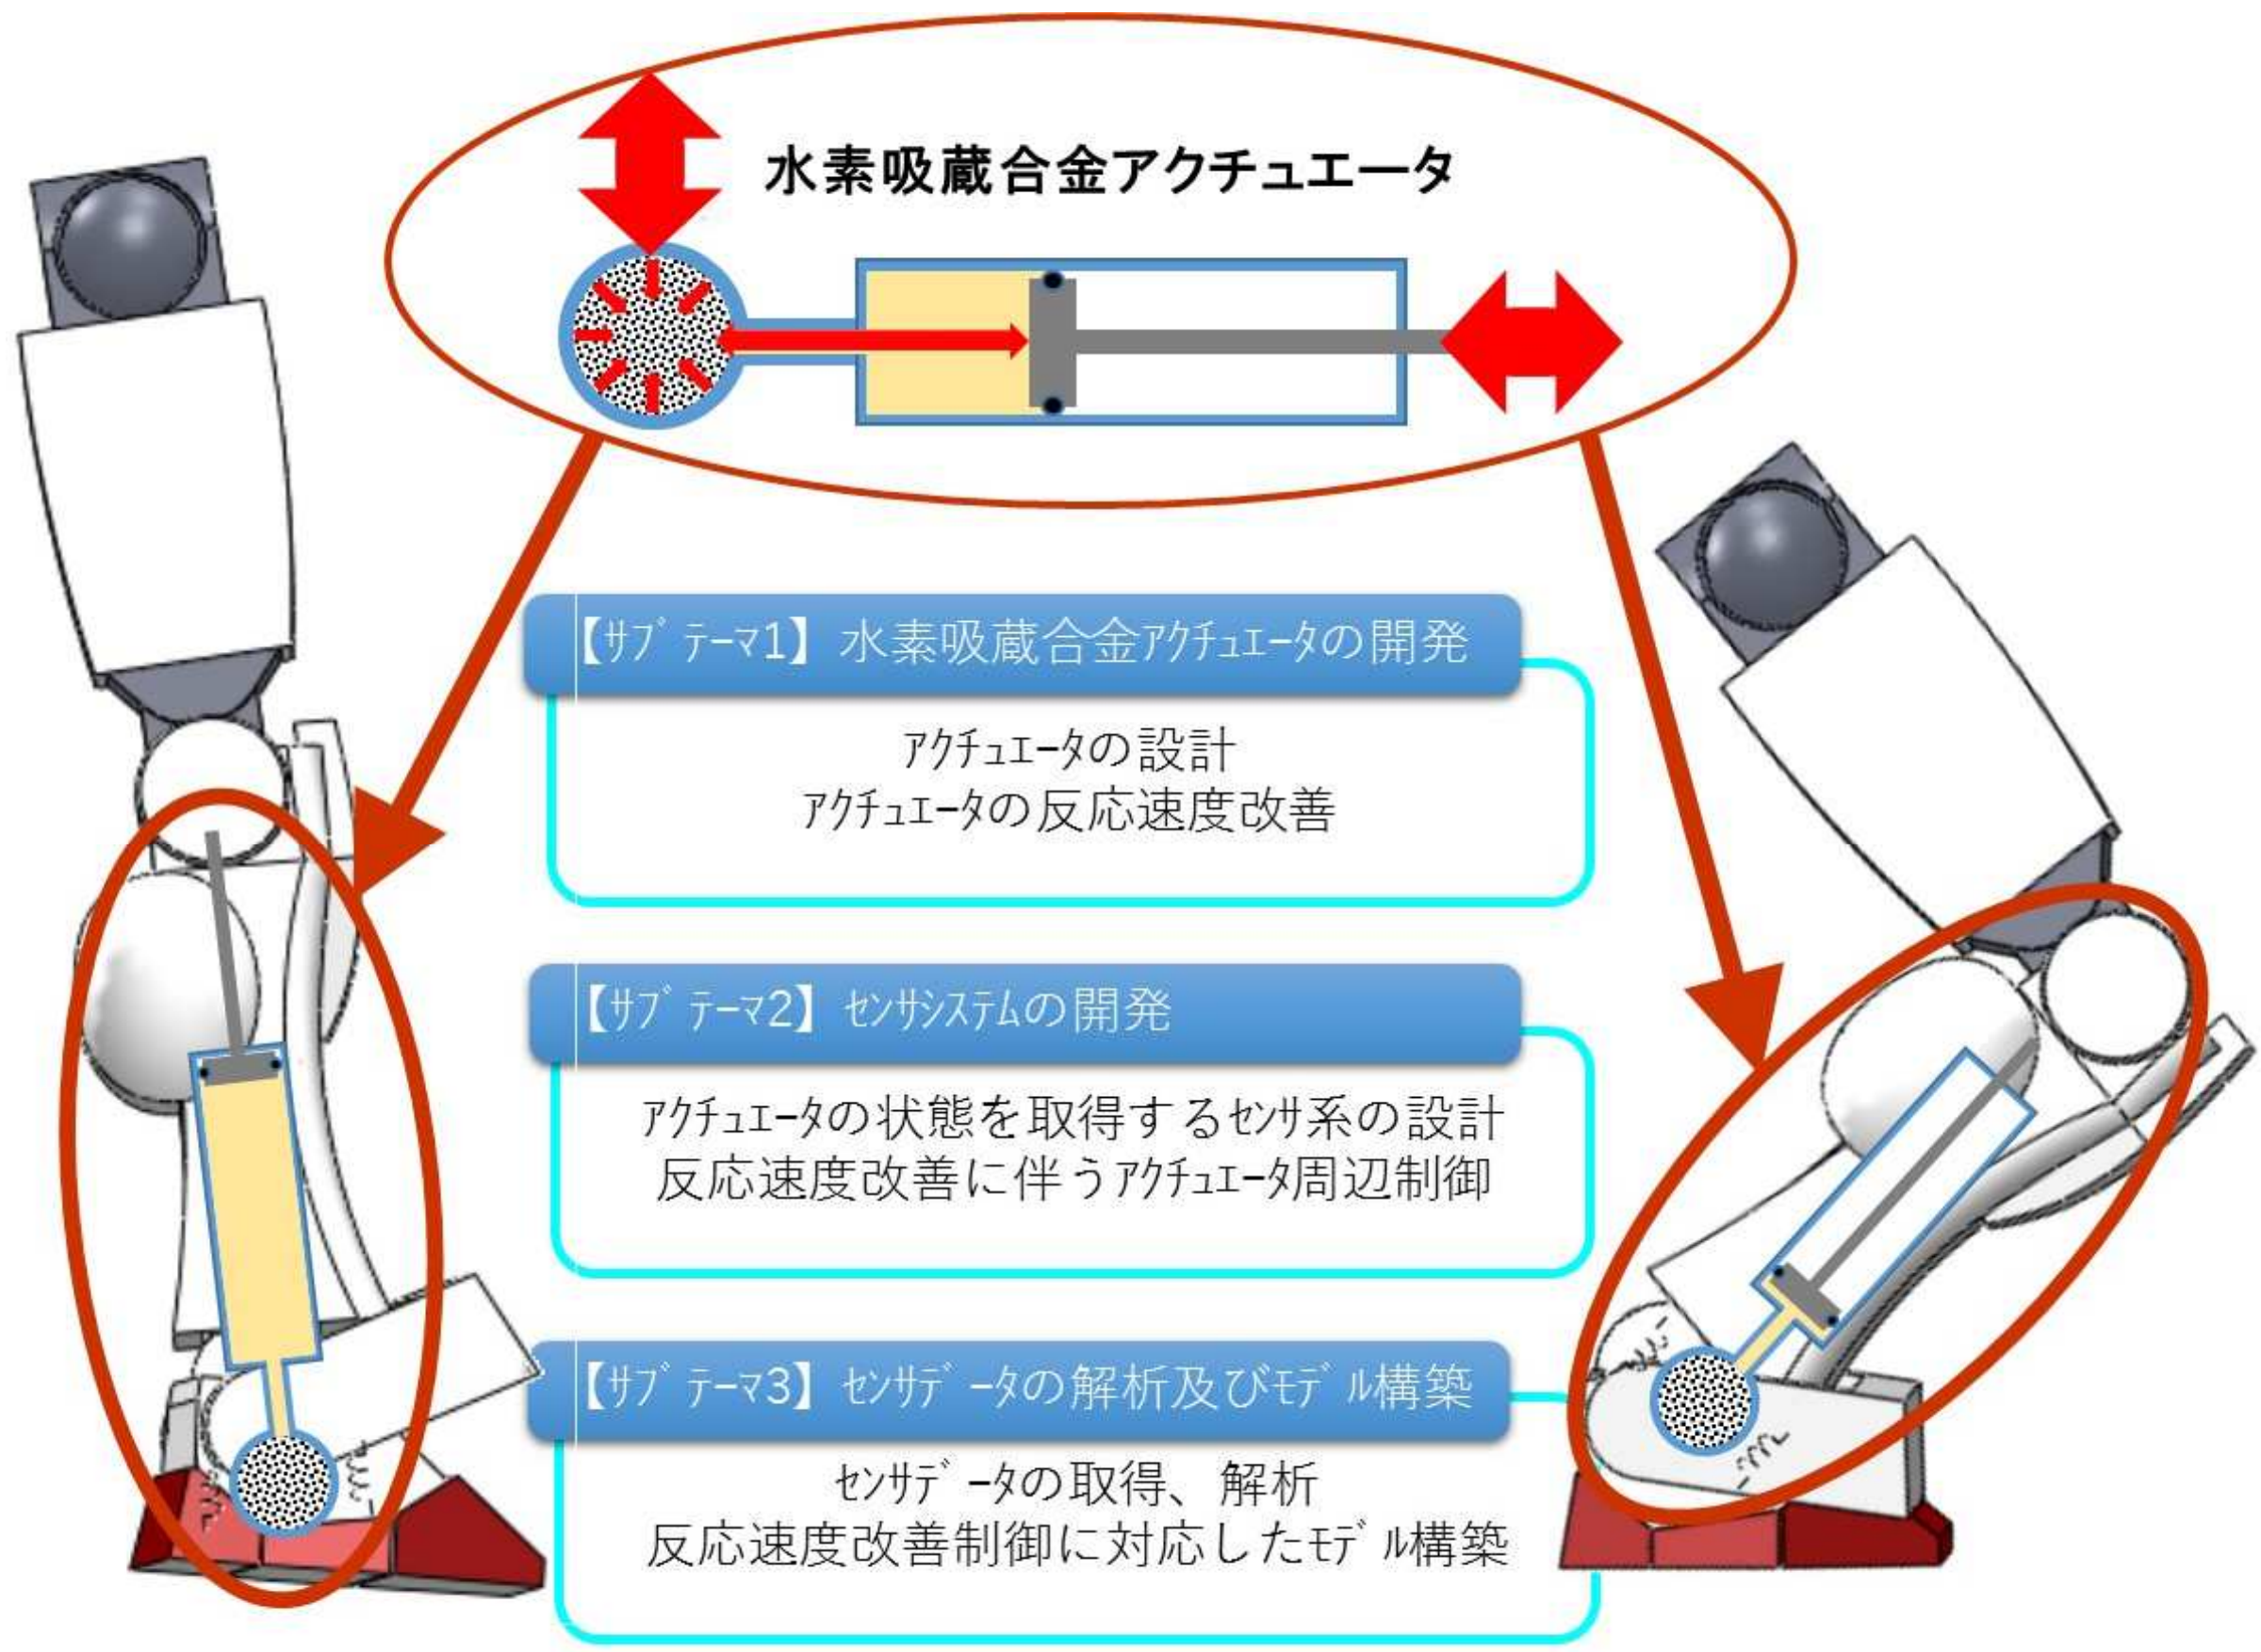 水素吸蔵合金アクチュエータ
【ｻﾌﾞﾃｰﾏ1】水素吸蔵合金ｱｸﾁｭｴｰﾀの開発
ｱｸﾁｭｴｰﾀの設計
ｱｸﾁｭｴｰﾀの反応速度改善
【ｻﾌﾞﾃｰﾏ2】ｾﾝｻｼｽﾃﾑの開発
ｱｸﾁｭｴｰﾀの状態を取得するｾﾝｻ系の設計
反応速度改善に伴うｱｸﾁｭｴｰﾀ周辺制御
【ｻﾌﾞﾃｰﾏ3】ｾﾝｻﾃﾞｰﾀの解析及びﾓﾃﾞﾙ構築
ｾﾝｻﾃﾞｰﾀの取得、解析
反応速度改善制御に対応したﾓﾃﾞﾙ構築